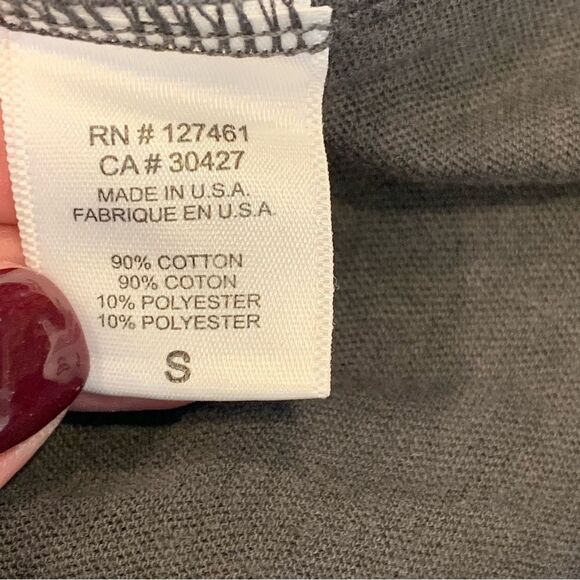 RN # 127461
CA # 30427
MADE IN U.S.A.
FABRIQUE EN U.S.A.
90% COTTON
90% COTON
10% POLYESTER
10% POLYESTER
S